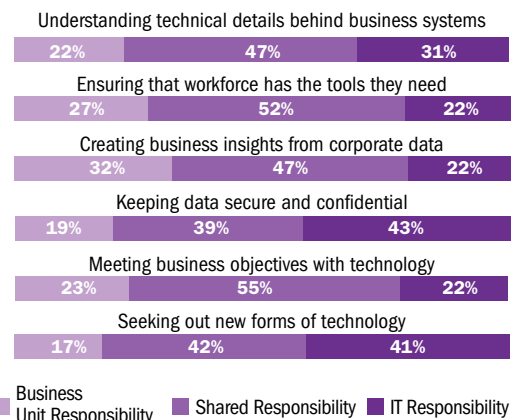 Understanding technical details behind business systems
22% 47% 31%
Ensuring that workforce has the tools they need
27% 52% 22%
Creating business insights from corporate data
32% 47% 22%
Keeping data secure and confidential
19% 39% 43%
Meeting business objectives with technology
23% 55% 22%
Seeking out new forms of technology
17% 42% 41%
Business
Unit Responsibility Shared Responsibility IT Responsibility